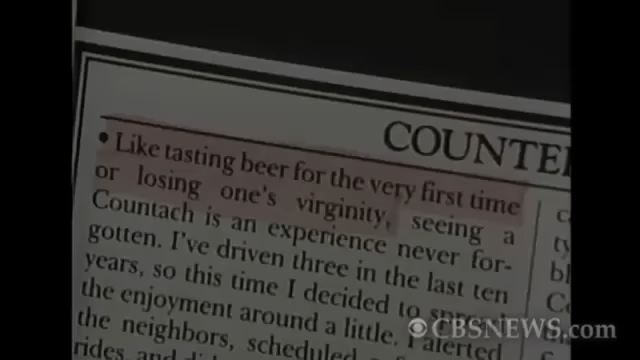 COUNTE
• Like tasting beer for the very first time
or losing one's virginity, seeing a
Countach is an experience never for-
gotten. I've driven three in the last ten
years, so this time I decided to
the enjoyment around a little. I alerted
the neighbors, scheduled
rides, and
CBSNEWS.com